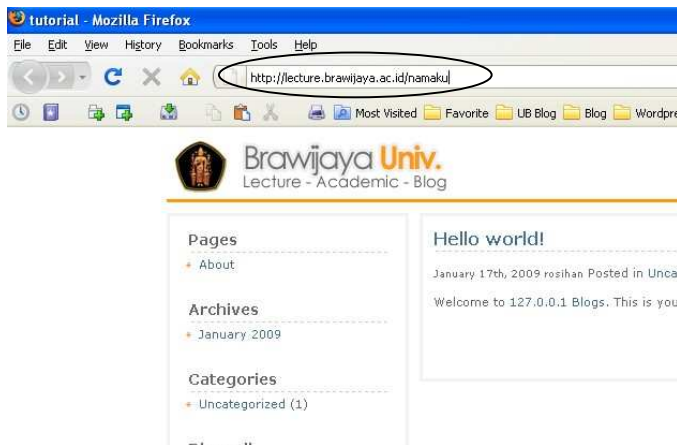 tutorial - Mozilla Firefox
File Edit View History Bookmarks Tools Help
http://lecture.brawijaya.ac.id/namaku
Most Visited Favorite UB Blog Blog Wordpre
Brawijaya Univ.
Lecture - Academic - Blog
Pages
About
Archives
January 2009
Categories
Uncategorized (1)
Hello world!
January 17th, 2009 rosihan Posted in Unca
Welcome to 127.0.0.1 Blogs. This is you